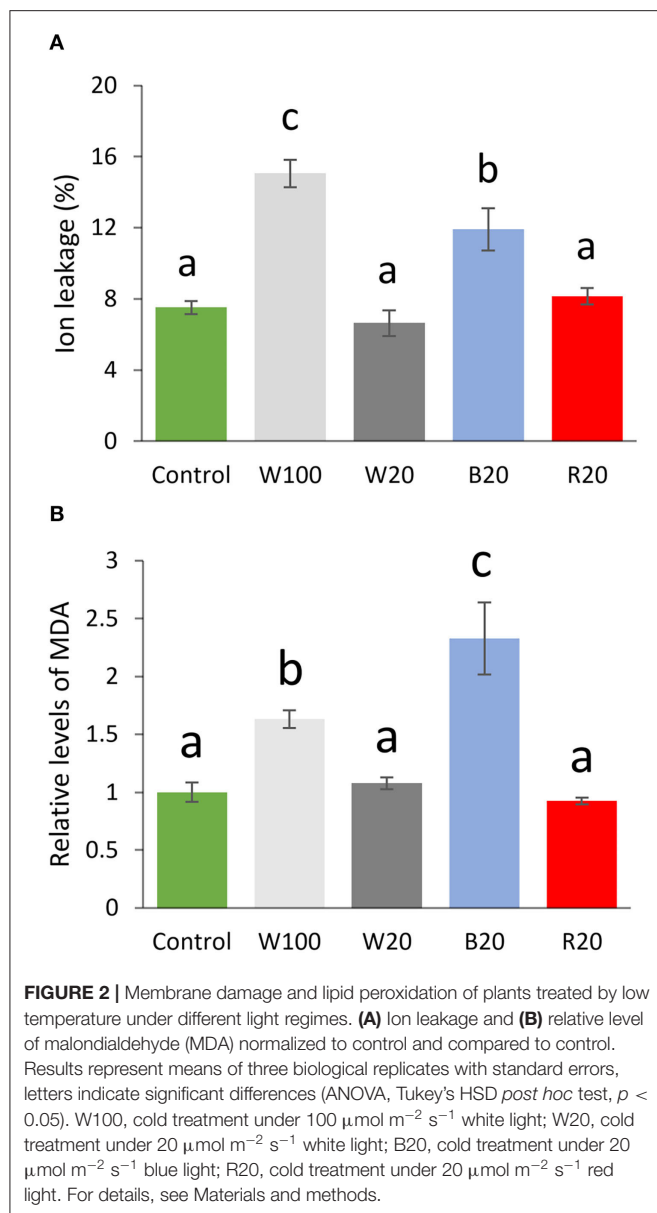 A
20
16
12
8
4
0
Ion leakage (%)
a
c
a
b
a
Control W100 W20 B20 R20
B
3
2.5
2
1.5
1
0.5
0
Relative levels of MDA
a
b
a
c
a
Control W100 W20 B20 R20
FIGURE 2 | Membrane damage and lipid peroxidation of plants treated by low
temperature under different light regimes. (A) Ion leakage and (B) relative level
of malondialdehyde (MDA) normalized to control and compared to control.
Results represent means of three biological replicates with standard errors,
letters indicate significant differences (ANOVA, Tukey's HSD post hoc test, p <
0.05). W100, cold treatment under 100 μmol m⁻² s⁻¹ white light; W20, cold
treatment under 20 μmol m⁻² s⁻¹ white light; B20, cold treatment under 20
μmol m⁻² s⁻¹ blue light; R20, cold treatment under 20 μmol m⁻² s⁻¹ red
light. For details, see Materials and methods.